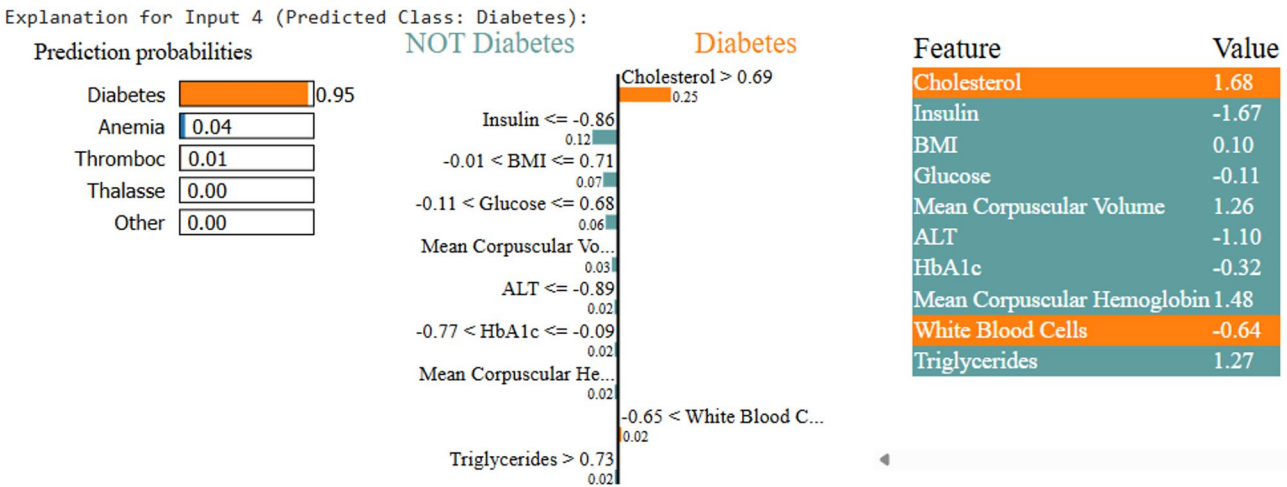 Explanation for Input 4 (Predicted Class: Diabetes):
Prediction probabilities
Diabetes 0.95
Anemia 0.04
Thromboc 0.01
Thalasse 0.00
Other 0.00
NOT Diabetes Diabetes
Cholesterol > 0.69
0.25
Insulin <= -0.86
0.12
-0.01 < BMI <= 0.71
0.07
-0.11 < Glucose <= 0.68
0.06
Mean Corpuscular Vo...
0.03
ALT <= -0.89
0.02
-0.77 < HbA1c <= -0.09
0.02
Mean Corpuscular He...
0.02
-0.65 < White Blood C...
0.02
Triglycerides > 0.73
0.02
Feature Value
Cholesterol 1.68
Insulin -1.67
BMI 0.10
Glucose -0.11
Mean Corpuscular Volume 1.26
ALT -1.10
HbA1c -0.32
Mean Corpuscular Hemoglobin 1.48
White Blood Cells -0.64
Triglycerides 1.27